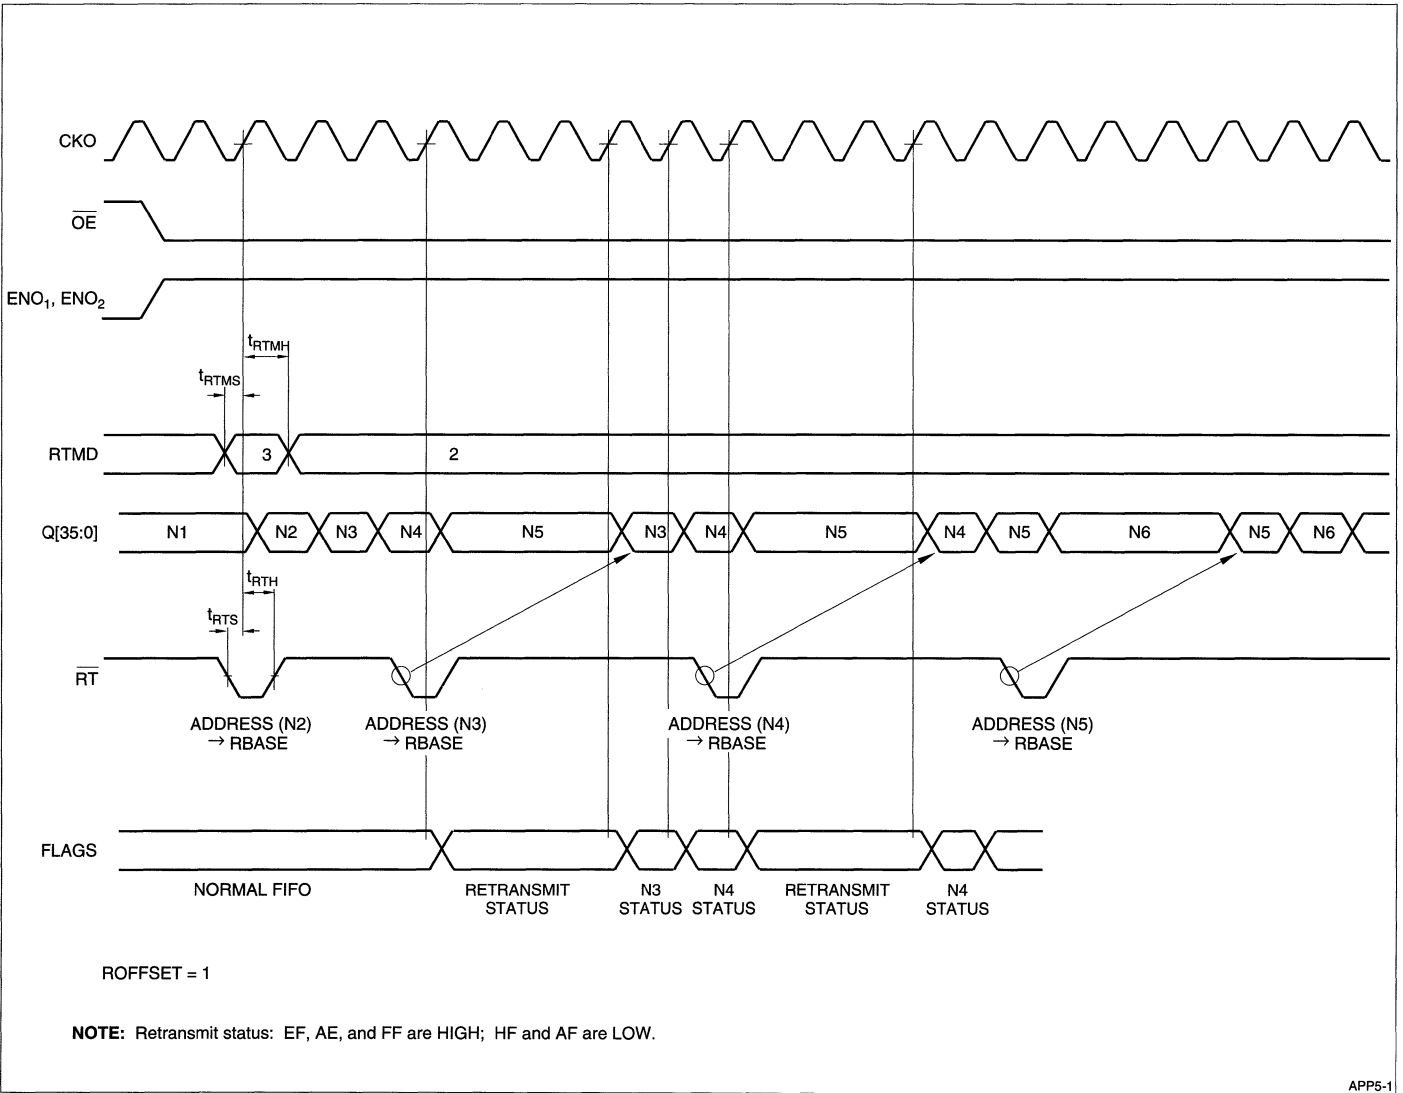 CKO
OE
ENO1, ENO2
tRTMH
tRTMS
RTMD 3 2
Q[35:0] N1 N2 N3 N4 N5 N3 N4 N5 N4 N5 N6 N5 N6
tRTH
tRTS
RT
ADDRESS (N2) ADDRESS (N3) ADDRESS (N4) ADDRESS (N5)
→ RBASE → RBASE → RBASE → RBASE
FLAGS
NORMAL FIFO RETRANSMIT N3 N4 RETRANSMIT N4
STATUS STATUS STATUS STATUS STATUS
ROFFSET = 1
NOTE: Retransmit status: EF, AE, and FF are HIGH; HF and AF are LOW.
APP5-1